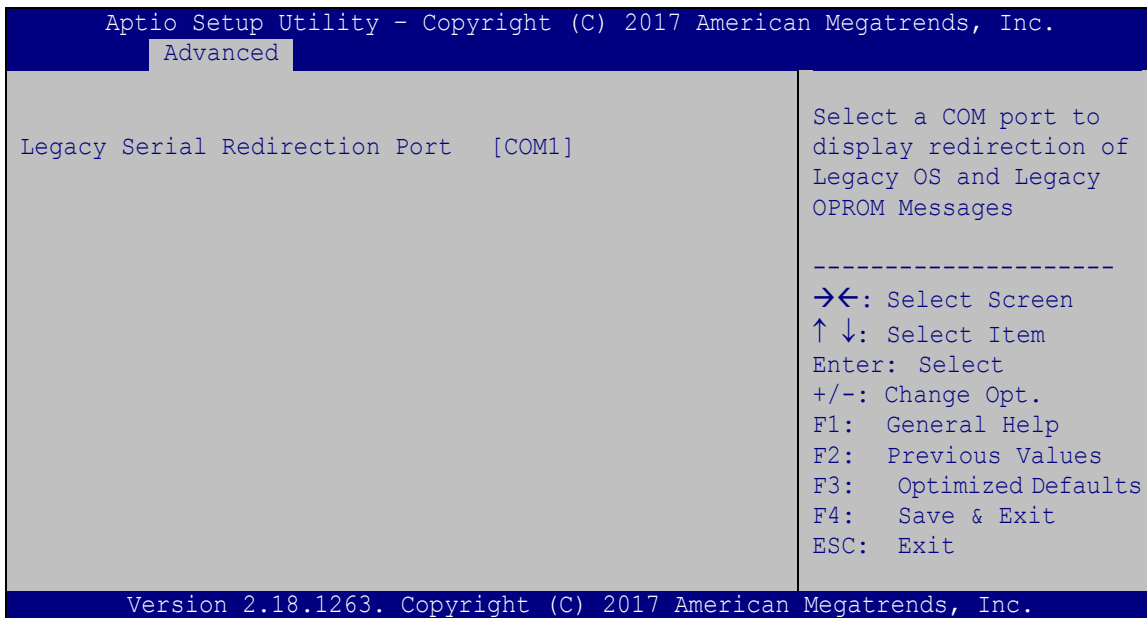 Aptio Setup Utility – Copyright (C) 2017 American Megatrends, Inc.
Advanced
Legacy Serial Redirection Port [COM1]
Select a COM port to
display redirection of
Legacy OS and Legacy
OPROM Messages
---------------------
→←: Select Screen
↑ ↓: Select Item
Enter: Select
+/-: Change Opt.
F1: General Help
F2: Previous Values
F3: Optimized Defaults
F4: Save & Exit
ESC: Exit
Version 2.18.1263. Copyright (C) 2017 American Megatrends, Inc.